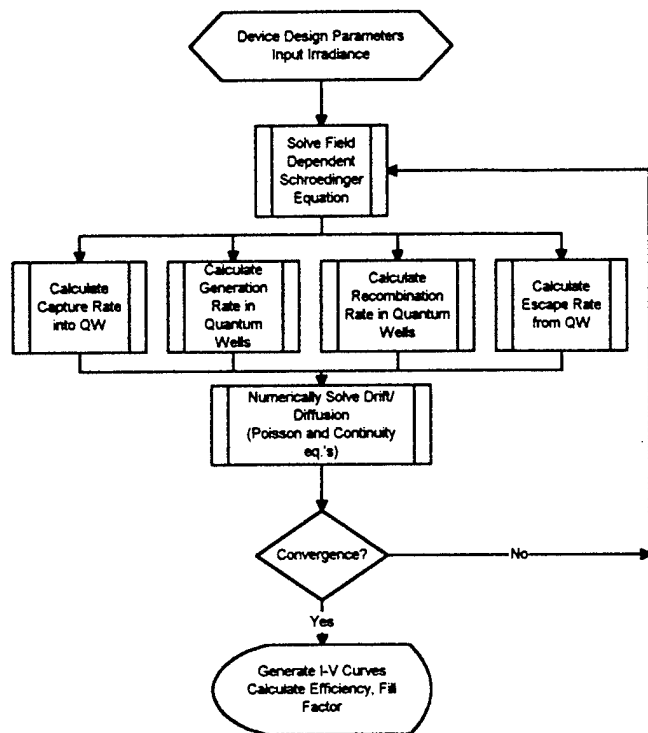 Device Design Parameters
Input Irradiance
Solve Field
Dependent
Schroedinger
Equation
Calculate
Capture Rate
into QW
Calculate
Generation
Rate in
Quantum
Wells
Calculate
Recombination
Rate in Quantum
Wells
Calculate
Escape Rate
from QW
Numerically Solve Drift/
Diffusion
(Poisson and Continuity
eq.'s)
Convergence?
No
Yes
Generate I-V Curves
Calculate Efficiency, Fill
Factor